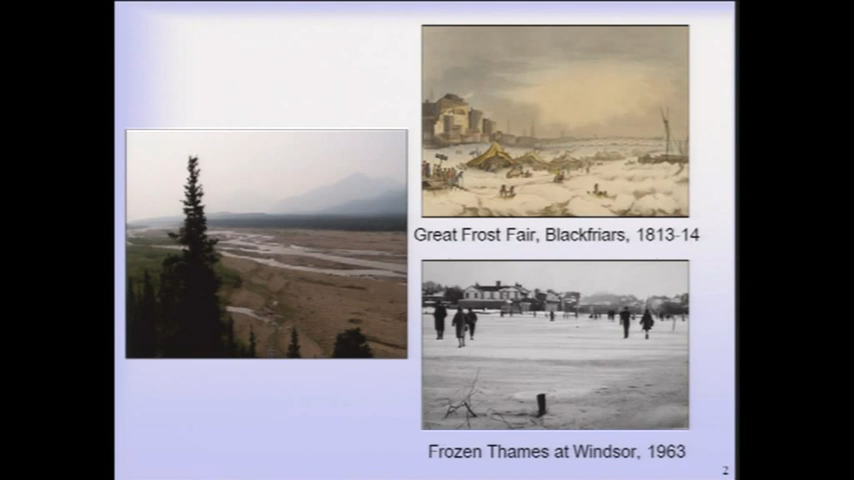 Great Frost Fair, Blackfriars, 1813-14
Frozen Thames at Windsor, 1963
2